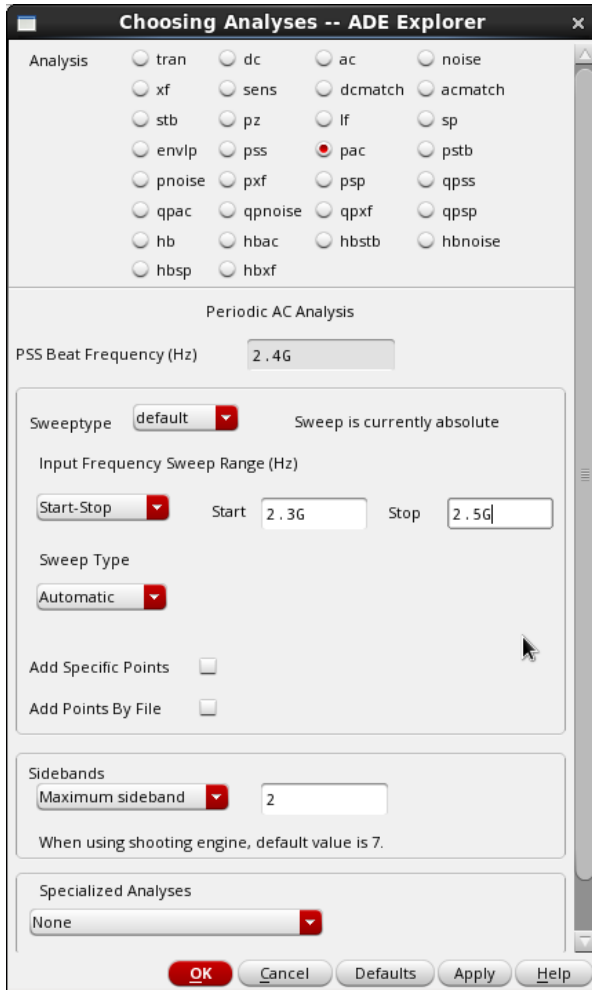 Choosing Analyses -- ADE Explorer
Analysis tran dc ac noise
xf sens dcmatch acmatch
stb pz lf sp
envlp pss pac pstb
pnoise pxf psp qpss
qpac qpnoise qpxf qpsp
hb hbac hbstb hbnoise
hbsp hbxf
Periodic AC Analysis
PSS Beat Frequency (Hz) 2.4G
Sweeptype default Sweep is currently absolute
Input Frequency Sweep Range (Hz)
Start-Stop Start 2.3G Stop 2.5G
Sweep Type
Automatic
Add Specific Points
Add Points By File
Sidebands
Maximum sideband 2
When using shooting engine, default value is 7.
Specialized Analyses
None
OK Cancel Defaults Apply Help